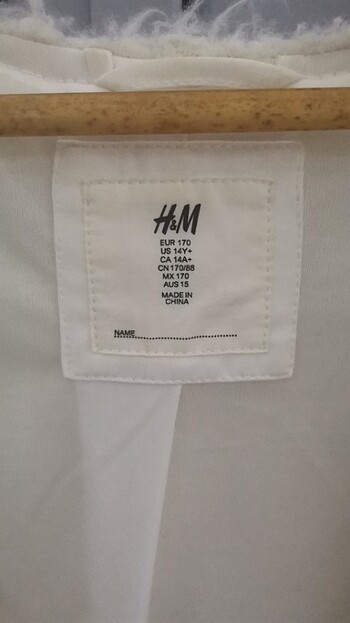 H&M
EUR 170
US 14Y+
CA 14A+
CN 170/88
MX 170
AUS 15
MADE IN
CHINA
NAME